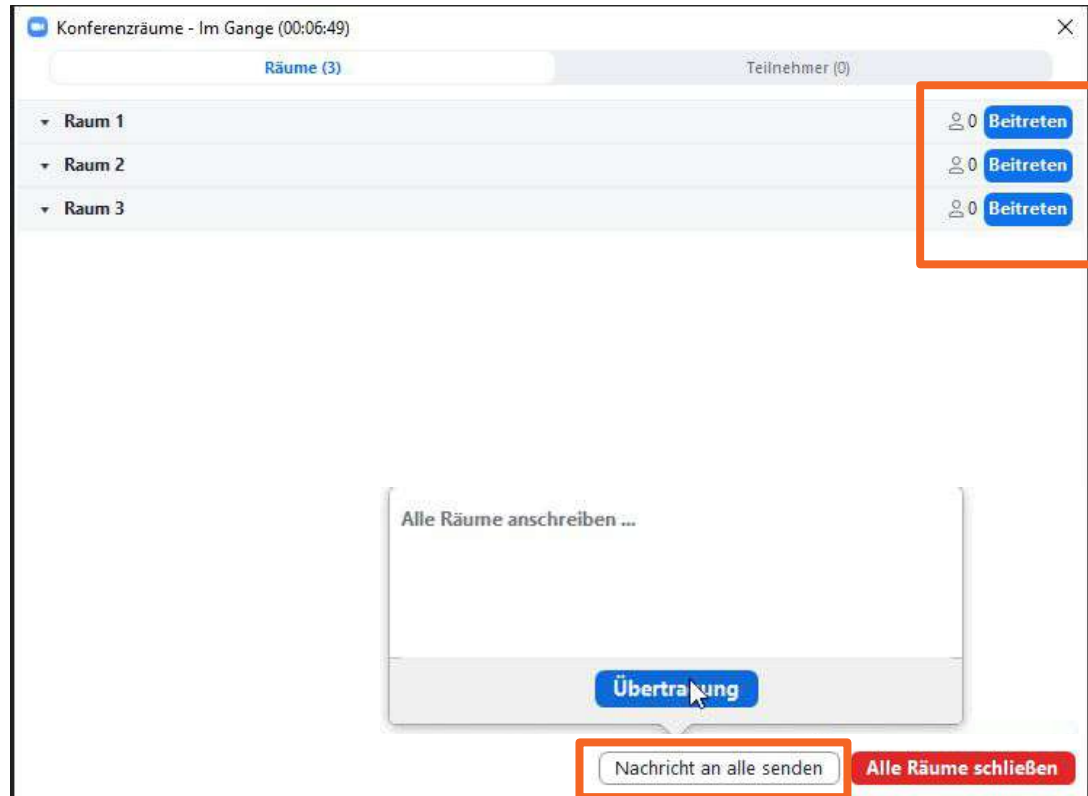 Konferenzräume - Im Gange (00:06:49)
Räume (3) Teilnehmer (0)
Raum 1 0 Beitreten
Raum 2 0 Beitreten
Raum 3 0 Beitreten
Alle Räume anschreiben ...
Übertragung
Nachricht an alle senden Alle Räume schließen